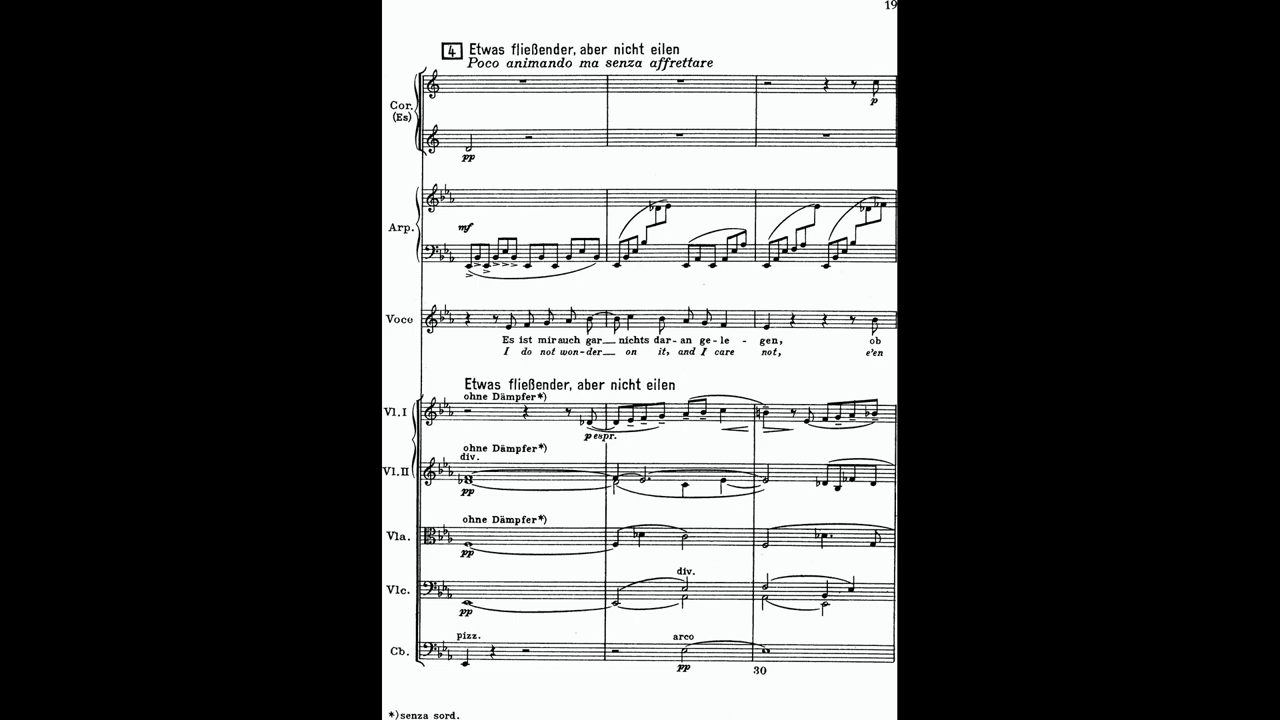 19
4 Etwas fließender, aber nicht eilen
Poco animando ma senza affrettare
Cor.
(Es)
p
pp
Arp.
mf
Voce
Es ist mir auch gar nichts dar-an ge-le-gen, ob
I do not won-der on it, and I care not, e'en
Etwas fließender, aber nicht eilen
Vl. I
ohne Dämpfer*)
p espr.
ohne Dämpfer*)
div.
Vl. II
pp
ohne Dämpfer*)
Vla.
pp
div.
Vlc.
pp
pizz.
arco
Cb.
pp
30
*) senza sord.